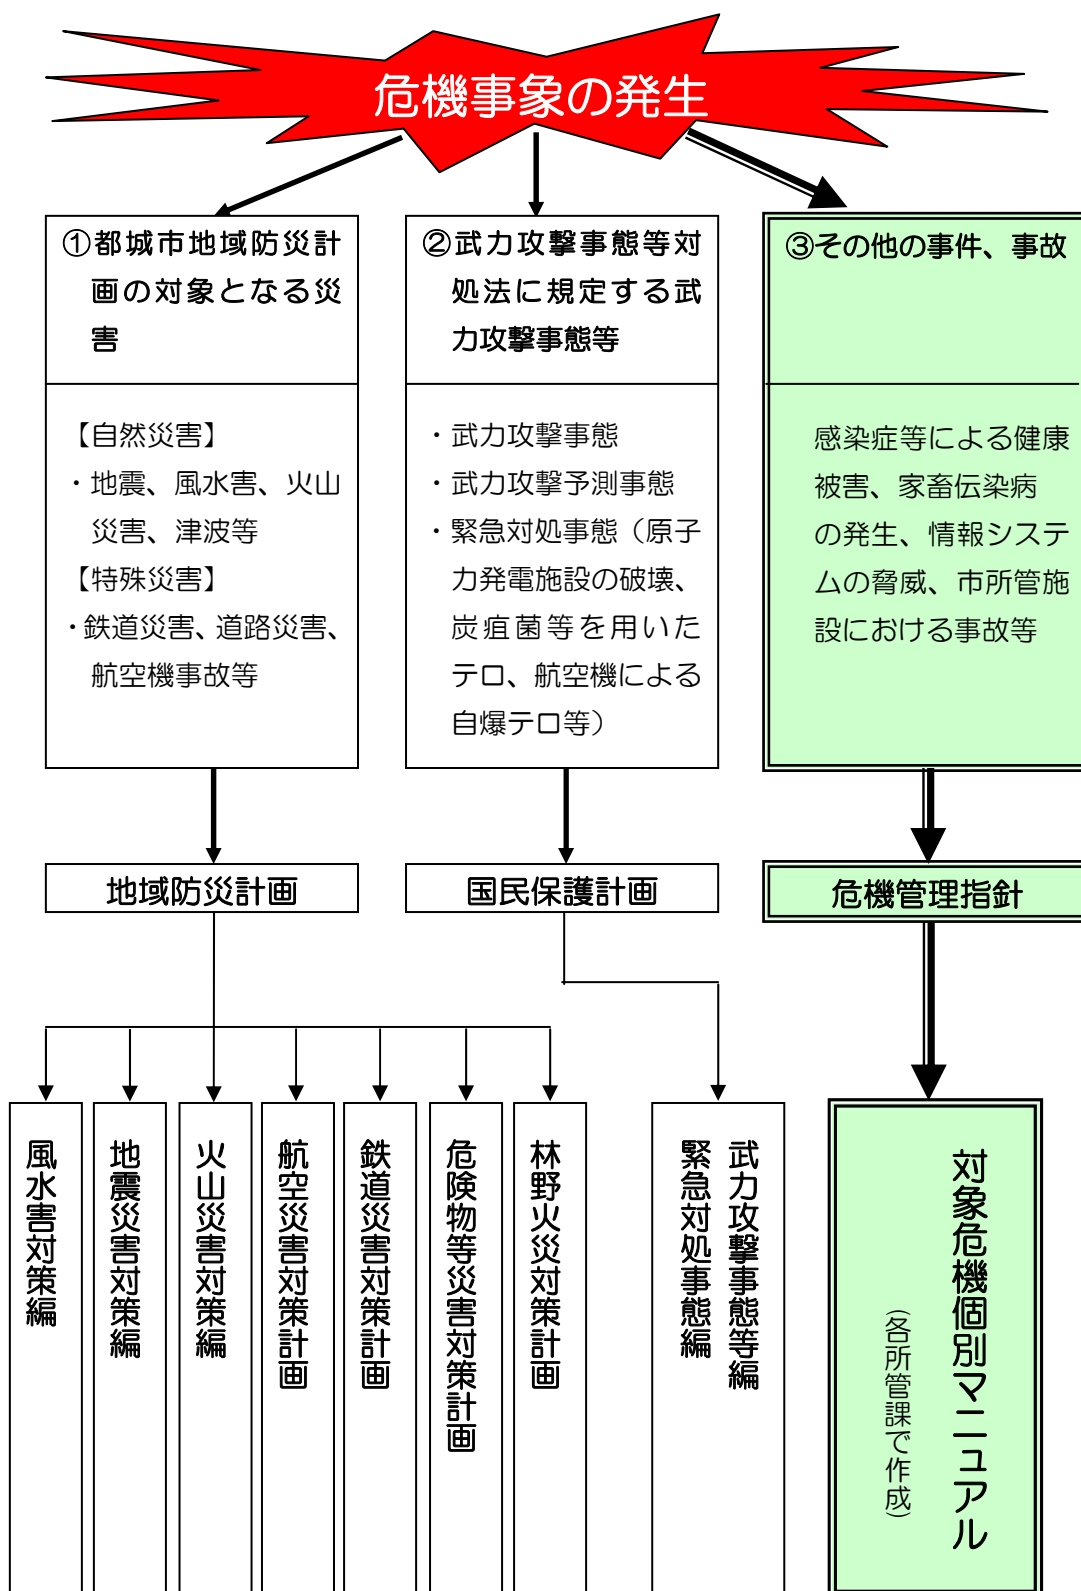 危機事象の発生
①都城市地域防災計
画の対象となる災
害
【自然災害】
・地震、風水害、火山
災害、津波等
【特殊災害】
・鉄道災害、道路災害、
航空機事故等
②武力攻撃事態等対
処法に規定する武
力攻撃事態等
・武力攻撃事態
・武力攻撃予測事態
・緊急対処事態（原子
力発電施設の破壊、
炭疽菌等を用いた
テロ、航空機による
自爆テロ等）
③その他の事件、事故
感染症等による健康
被害、家畜伝染病
の発生、情報システ
ムの脅威、市所管施
設における事故等
地域防災計画
国民保護計画
危機管理指針
風水害対策編
地震災害対策編
火山災害対策編
航空災害対策計画
鉄道災害対策計画
危険物等災害対策計画
林野火災対策計画
武力攻撃事態等編
緊急対処事態編
対象危機個別マニュアル
（各所管課で作成）